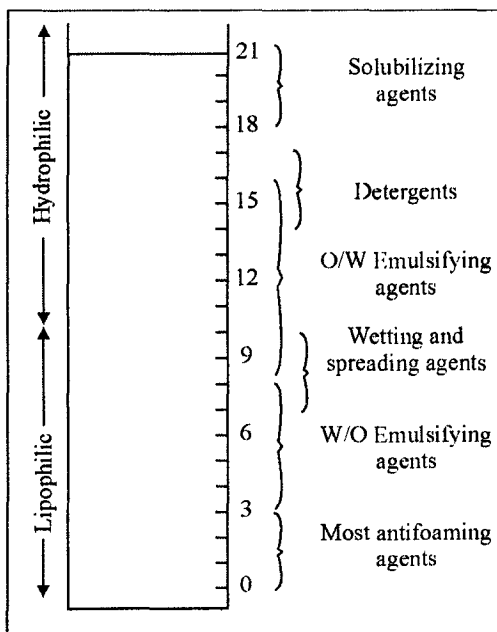 Hydrophilic
Lipophilic
21
18
15
12
9
6
3
0
Solubilizing
agents
Detergents
O/W Emulsifying
agents
Wetting and
spreading agents
W/O Emulsifying
agents
Most antifoaming
agents